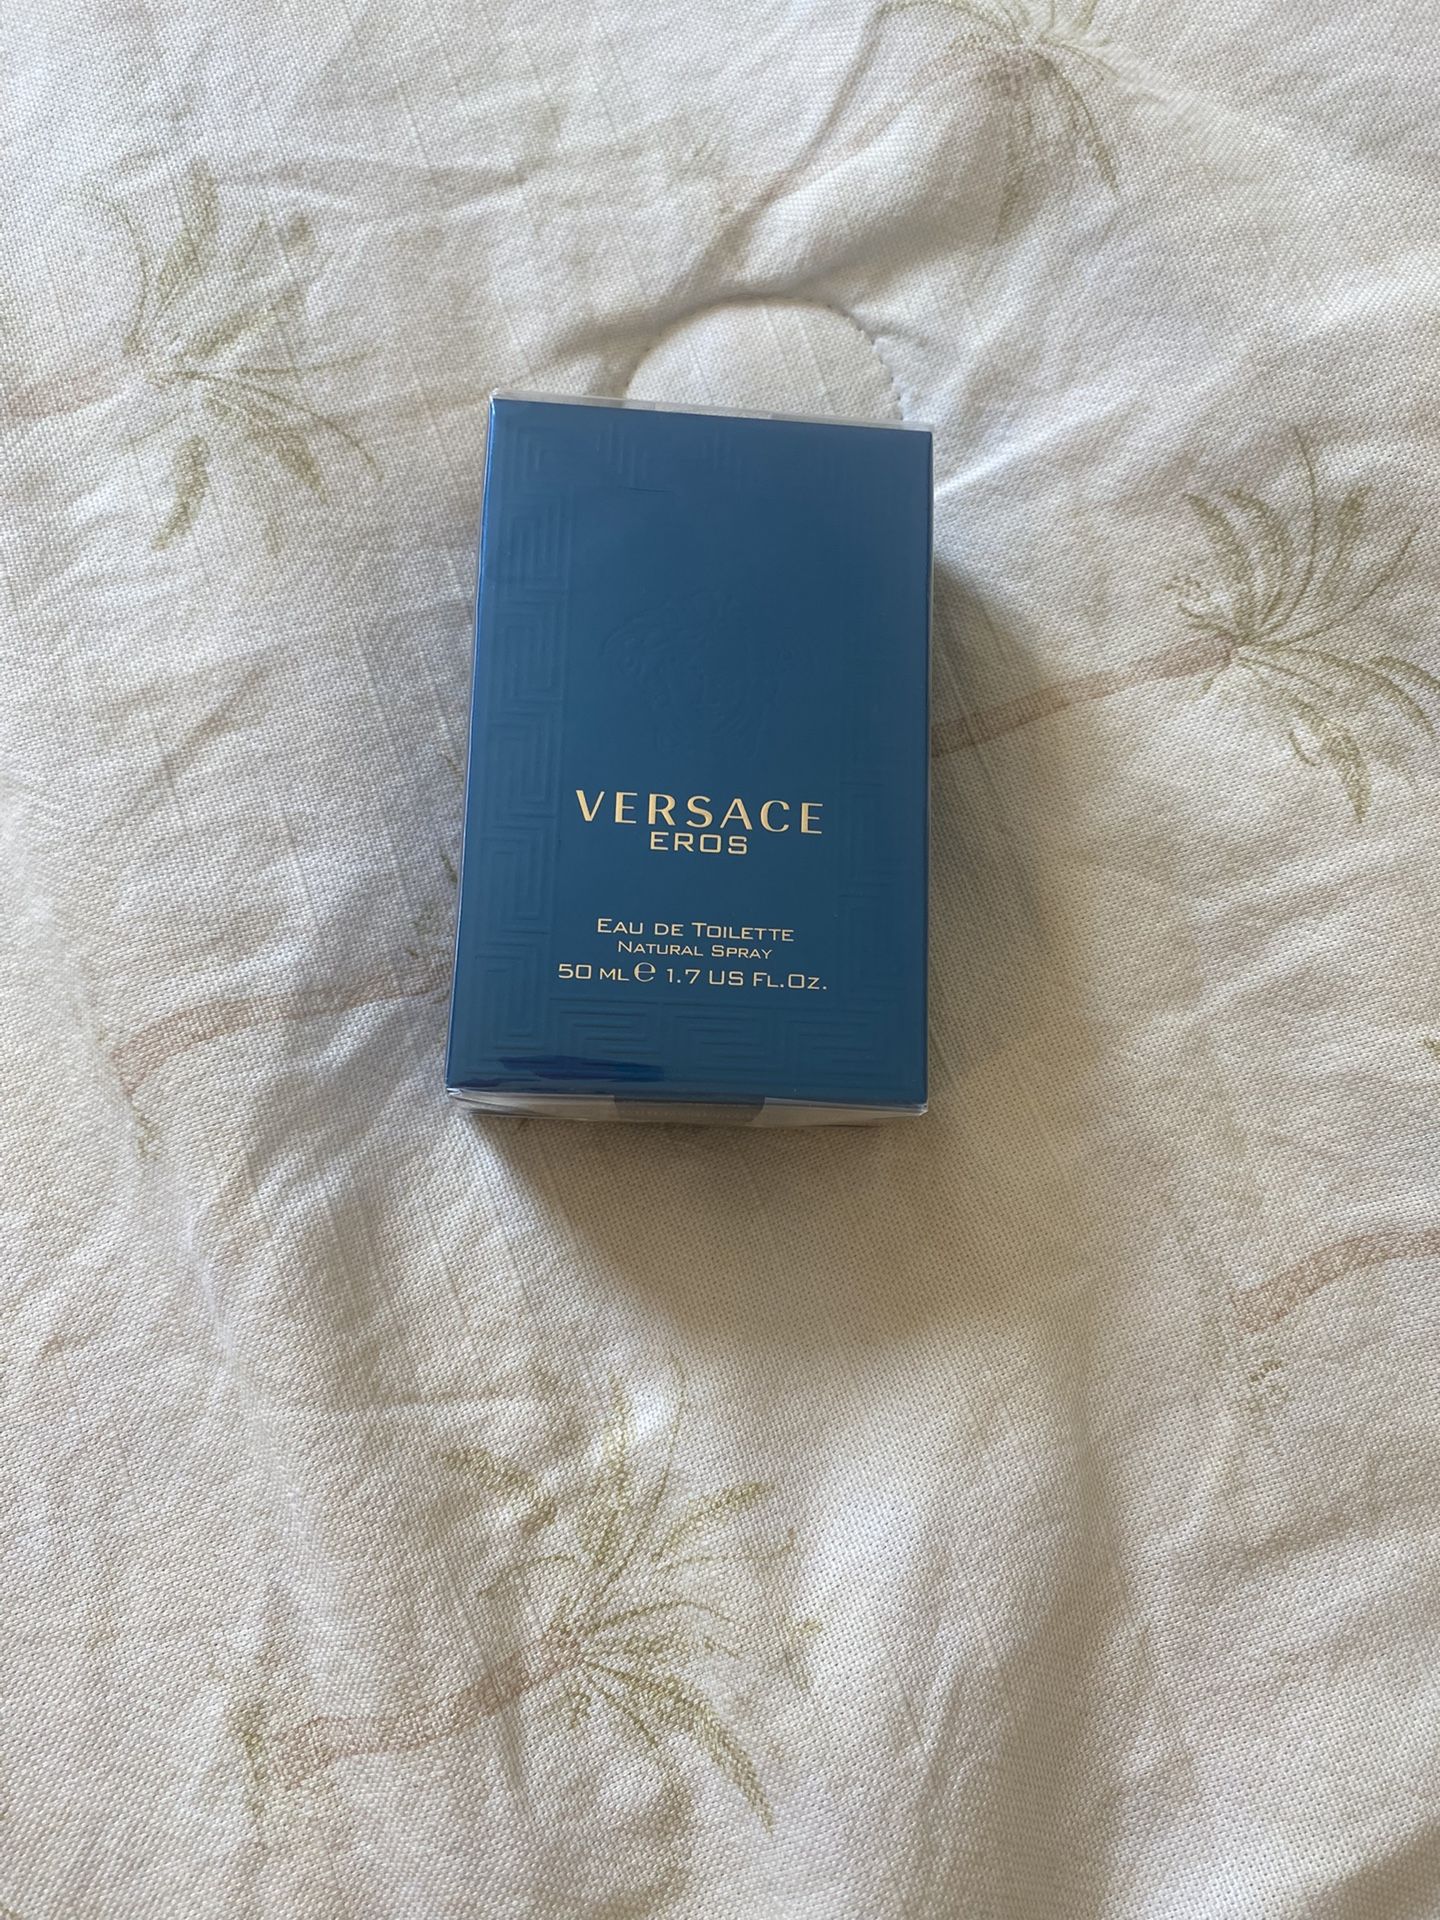 VERSACE
EROS
EAU DE TOILETTE
NATURAL SPRAY
50 ML ℮ 1.7 US FL.OZ.